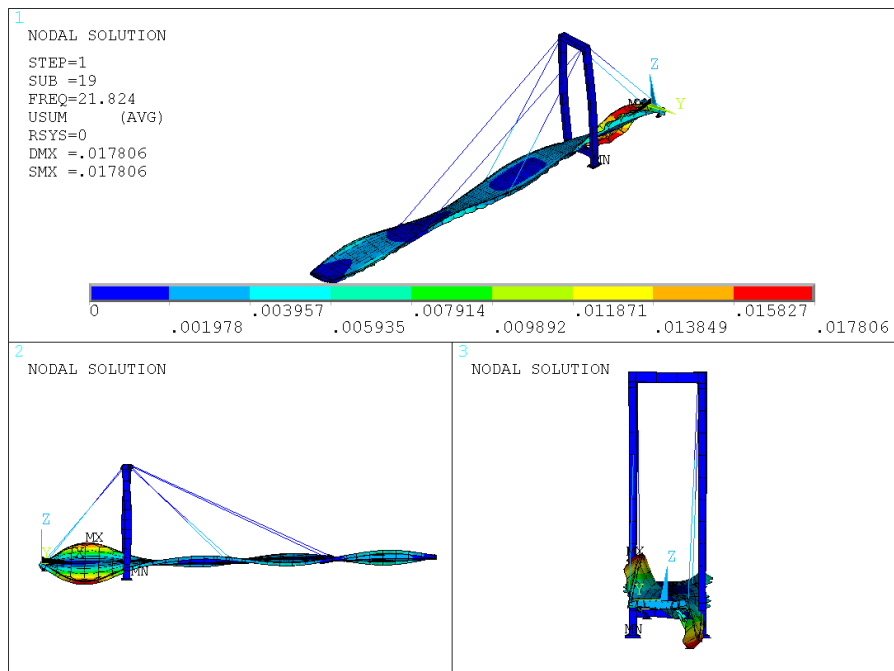 1
NODAL SOLUTION
STEP=1
SUB =19
FREQ=21.824
USUM (AVG)
RSYS=0
DMX =.017806
SMX =.017806
Z
Y
MN
0
.001978
.003957
.005935
.007914
.009892
.011871
.013849
.015827
.017806
2
NODAL SOLUTION
Z
Y
MX
MN
3
NODAL SOLUTION
MX
Z
Y
MN